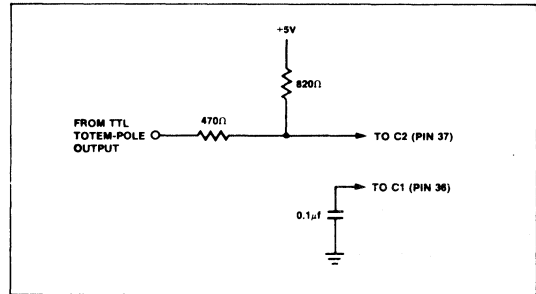 +5V
820Ω
470Ω
FROM TTL
TOTEM-POLE
OUTPUT
TO C2 (PIN 37)
TO C1 (PIN 36)
0.1μf